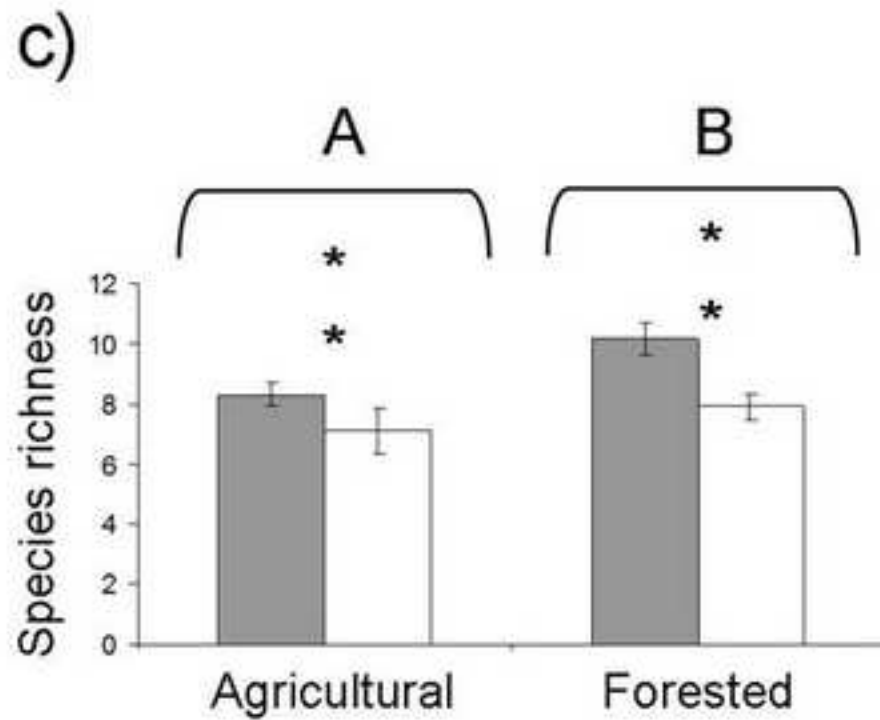 c)
A
B
*
*
*
*
12
10
8
6
4
2
0
Species richness
Agricultural
Forested